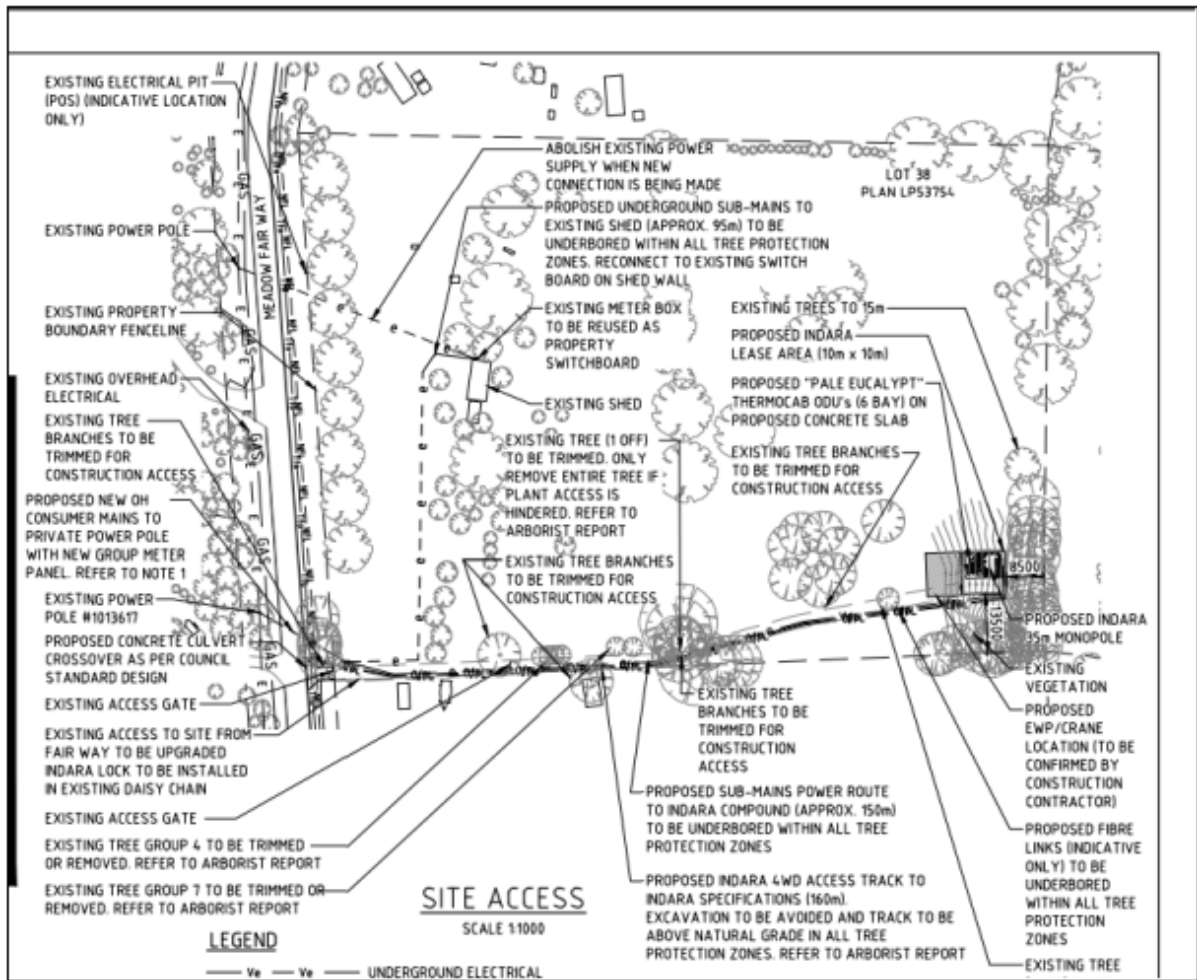 EXISTING ELECTRICAL PIT
(POS) (INDICATIVE LOCATION
ONLY)
EXISTING POWER POLE
EXISTING PROPERTY
BOUNDARY FENCELINE
EXISTING OVERHEAD
ELECTRICAL
EXISTING TREE
BRANCHES TO BE
TRIMMED FOR
CONSTRUCTION ACCESS
PROPOSED NEW OH
CONSUMER MAINS TO
PRIVATE POWER POLE
WITH NEW GROUP METER
PANEL. REFER TO NOTE 1
EXISTING POWER
POLE #1013617
PROPOSED CONCRETE CULVERT
CROSSOVER AS PER COUNCIL
STANDARD DESIGN
EXISTING ACCESS GATE
EXISTING ACCESS TO SITE FROM
FAIR WAY TO BE UPGRADED
INDARA LOCK TO BE INSTALLED
IN EXISTING DAISY CHAIN
EXISTING ACCESS GATE
EXISTING TREE GROUP 4 TO BE TRIMMED
OR REMOVED. REFER TO ARBORIST REPORT
EXISTING TREE GROUP 7 TO BE TRIMMED OR
REMOVED. REFER TO ARBORIST REPORT
MEADOW FAIR WAY
GAS E
GAS E
GAS E
GAS E
GAS E
ABOLISH EXISTING POWER
SUPPLY WHEN NEW
CONNECTION IS BEING MADE
PROPOSED UNDERGROUND SUB-MAINS TO
EXISTING SHED (APPROX. 95m) TO BE
UNDERBORED WITHIN ALL TREE PROTECTION
ZONES. RECONNECT TO EXISTING SWITCH
BOARD ON SHED WALL
EXISTING METER BOX
TO BE REUSED AS
PROPERTY
SWITCHBOARD
EXISTING SHED
EXISTING TREE (1 OFF)
TO BE TRIMMED. ONLY
REMOVE ENTIRE TREE IF
PLANT ACCESS IS
HINDERED. REFER TO
ARBORIST REPORT
EXISTING TREE BRANCHES
TO BE TRIMMED FOR
CONSTRUCTION ACCESS
LOT 38
PLAN LP53754
EXISTING TREES TO 15m
PROPOSED INDARA
LEASE AREA (10m x 10m)
PROPOSED "PALE EUCALYPT"
THERMOCAB ODU's (6 BAY) ON
PROPOSED CONCRETE SLAB
EXISTING TREE BRANCHES
TO BE TRIMMED FOR
CONSTRUCTION ACCESS
8500
13500
PROPOSED INDARA
35m MONOPOLE
EXISTING
VEGETATION
PROPOSED
EWP/CRANE
LOCATION (TO BE
CONFIRMED BY
CONSTRUCTION
CONTRACTOR)
PROPOSED FIBRE
LINKS (INDICATIVE
ONLY) TO BE
UNDERBORED
WITHIN ALL TREE
PROTECTION
ZONES
EXISTING TREE
EXISTING TREE
BRANCHES TO BE
TRIMMED FOR
CONSTRUCTION
ACCESS
PROPOSED SUB-MAINS POWER ROUTE
TO INDARA COMPOUND (APPROX. 150m)
TO BE UNDERBORED WITHIN ALL TREE
PROTECTION ZONES
PROPOSED INDARA 4WD ACCESS TRACK TO
INDARA SPECIFICATIONS (160m).
EXCAVATION TO BE AVOIDED AND TRACK TO BE
ABOVE NATURAL GRADE IN ALL TREE
PROTECTION ZONES. REFER TO ARBORIST REPORT
SITE ACCESS
SCALE 1:1000
LEGEND
Ve Ve UNDERGROUND ELECTRICAL